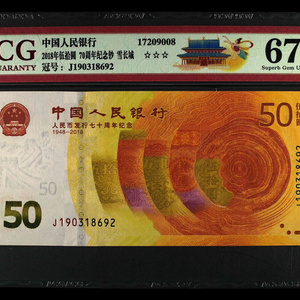 CG
UARANTY
中国人民银行
2018年伍拾圆 70周年纪念钞 雪长城
冠号：J190318692
17209008
☆☆☆
67
Superb Gem U
中国人民银行
人民币发行七十周年纪念
1948-2018
50
50
50
J190318692
J190318692